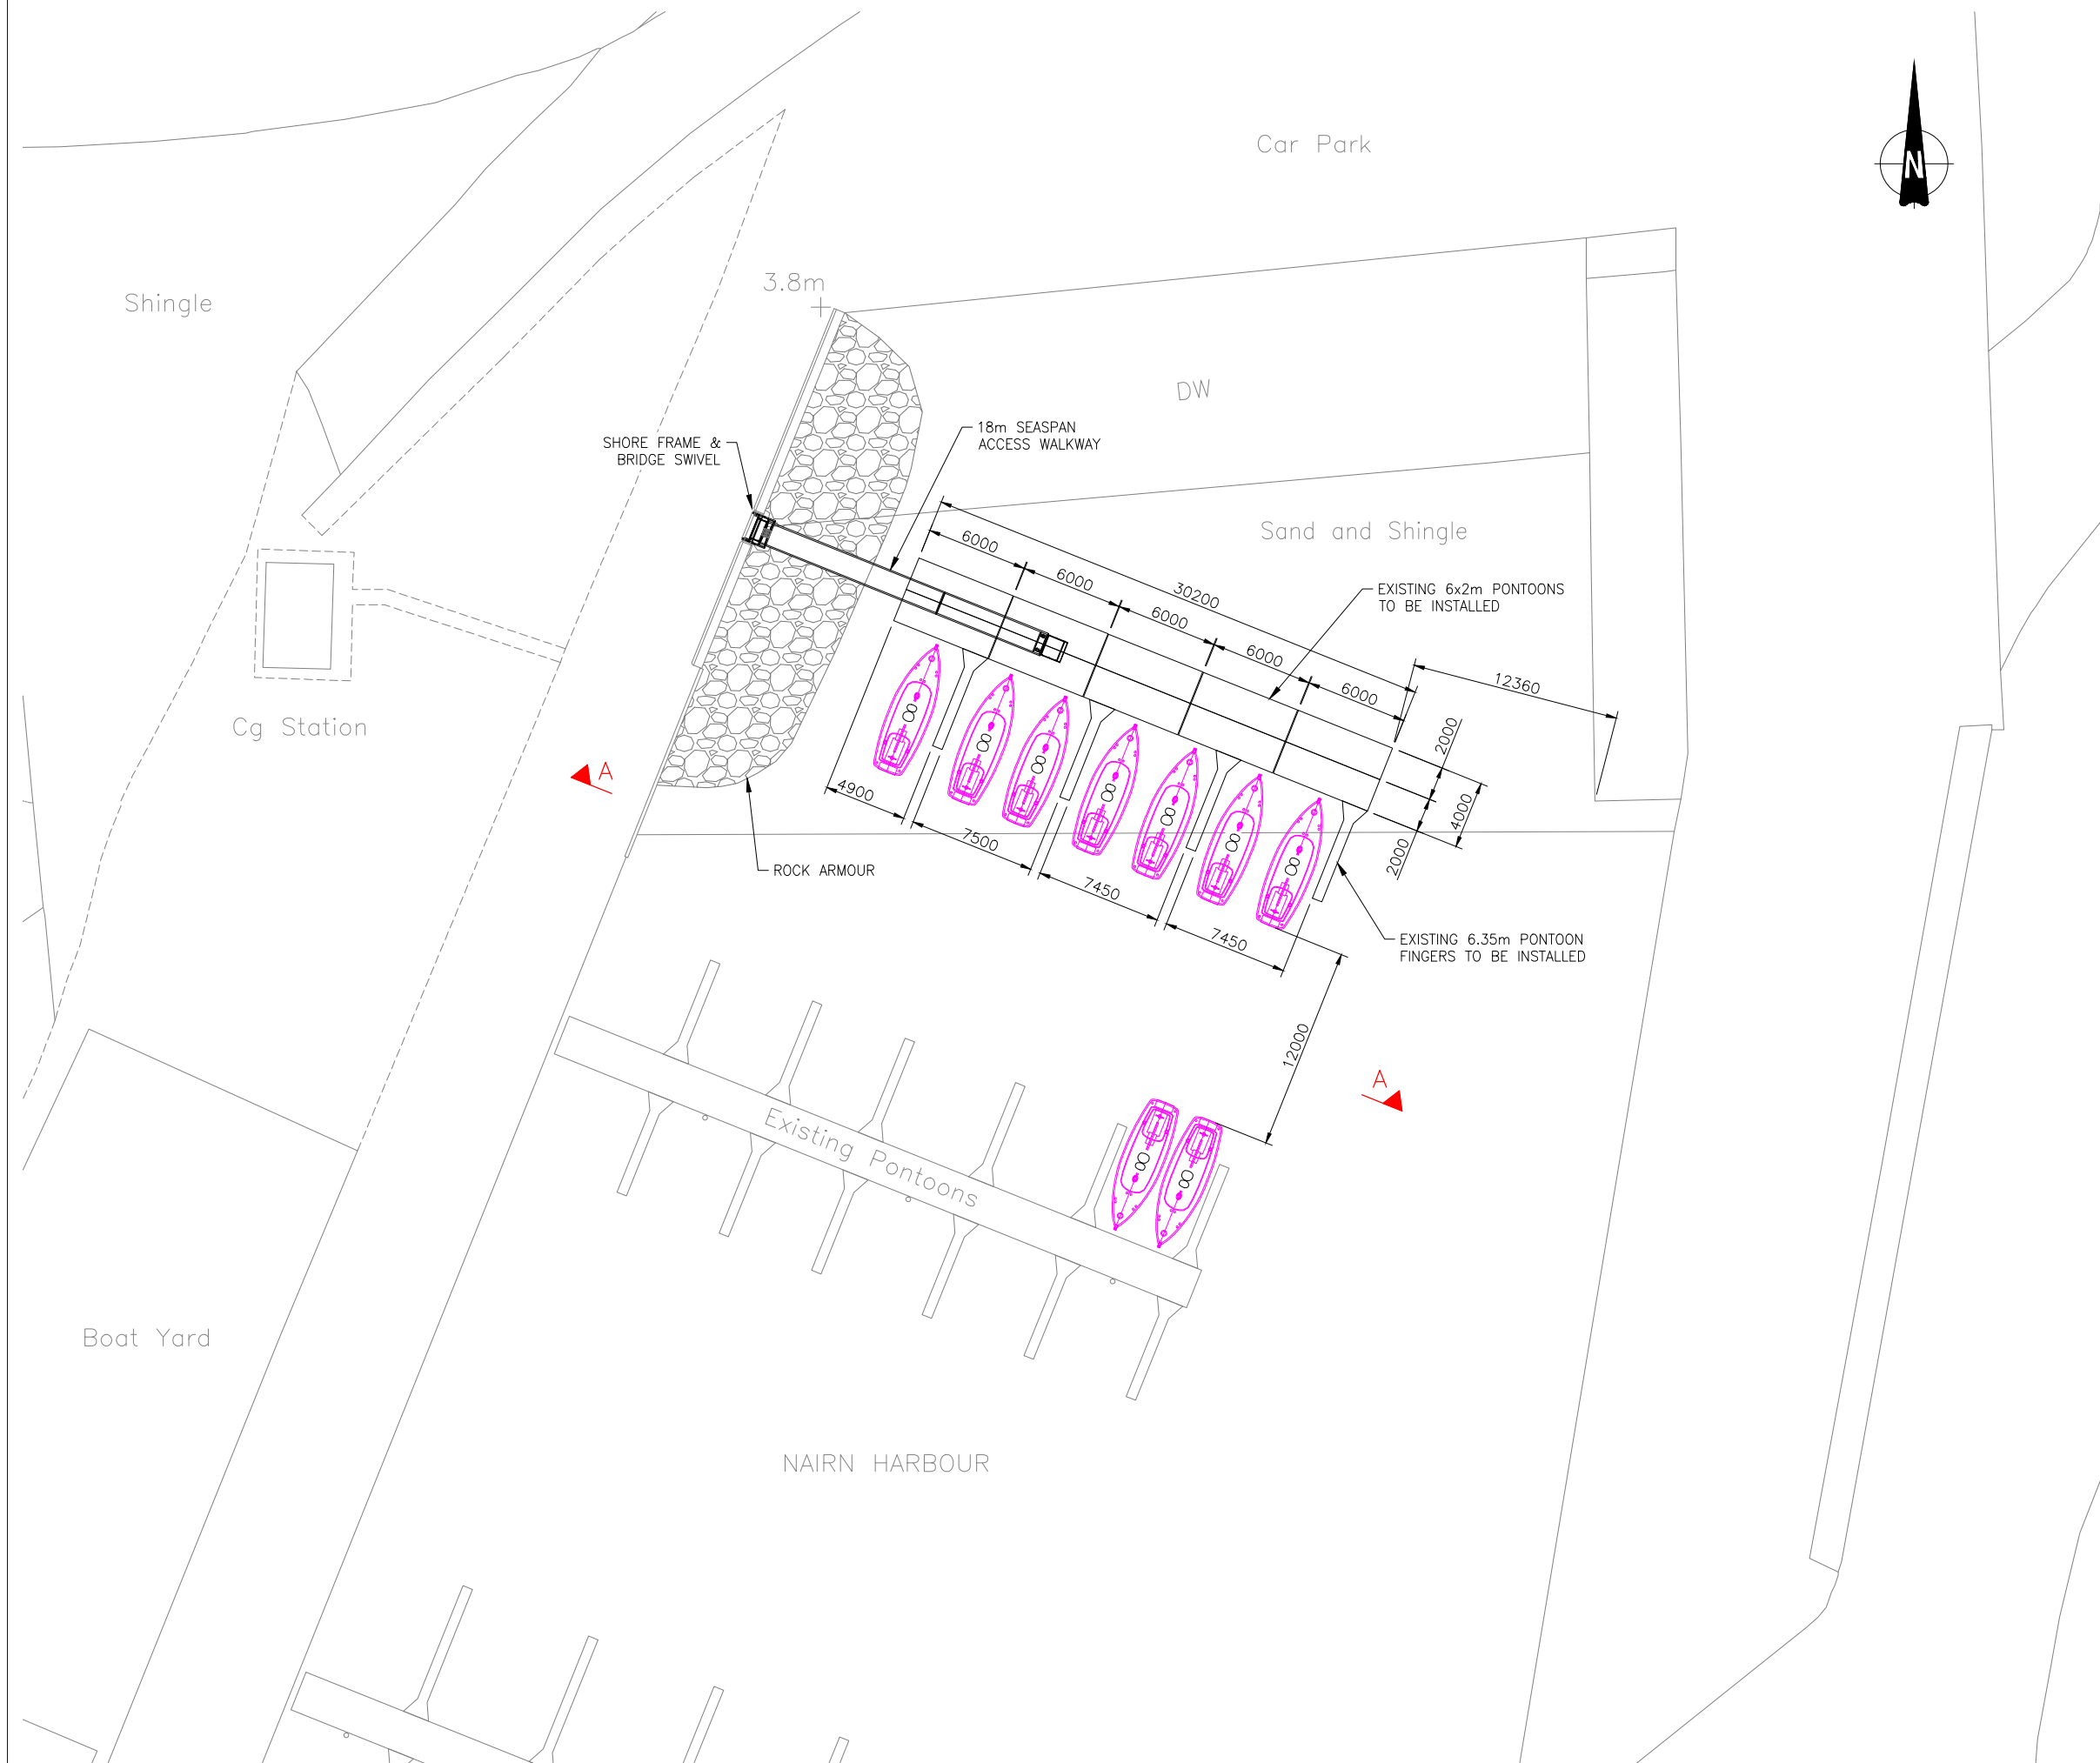 Car Park
N
3.8m
Shingle
DW
18m SEASPAN
ACCESS WALKWAY
SHORE FRAME &
BRIDGE SWIVEL
Sand and Shingle
6000
6000
30200
6000
6000
6000
EXISTING 6x2m PONTOONS
TO BE INSTALLED
12360
Cg Station
2000
4000
2000
A
4900
7500
7450
7450
ROCK ARMOUR
EXISTING 6.35m PONTOON
FINGERS TO BE INSTALLED
12000
A
Existing Pontoons
Boat Yard
NAIRN HARBOUR